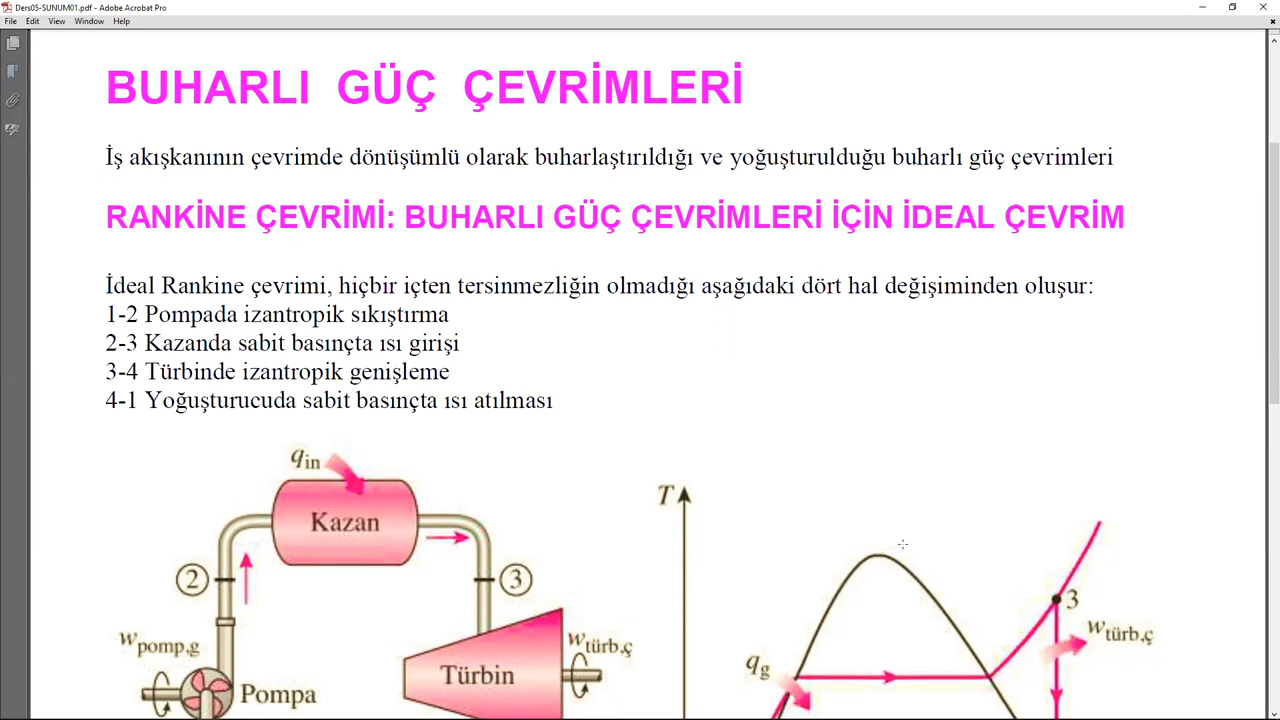 Ders05-SUNUM01.pdf - Adobe Acrobat Pro
File Edit View Window Help
BUHARLI GÜÇ ÇEVRİMLERİ
İş akışkanının çevrimde dönüşümlü olarak buharlaştırıldığı ve yoğuşturulduğu buharlı güç çevrimleri
RANKİNE ÇEVRİMİ: BUHARLI GÜÇ ÇEVRİMLERİ İÇİN İDEAL ÇEVRİM
İdeal Rankine çevrimi, hiçbir içten tersinmezliğin olmadığı aşağıdaki dört hal değişiminden oluşur:
1-2 Pompada izantropik sıkıştırma
2-3 Kazanda sabit basınçta ısı girişi
3-4 Türbinde izantropik genişleme
4-1 Yoğuşturucuda sabit basınçta ısı atılması
qin
Kazan
2
3
wpomp,g
Pompa
Türbin
wtürb,ç
T
3
wtürb,ç
qg